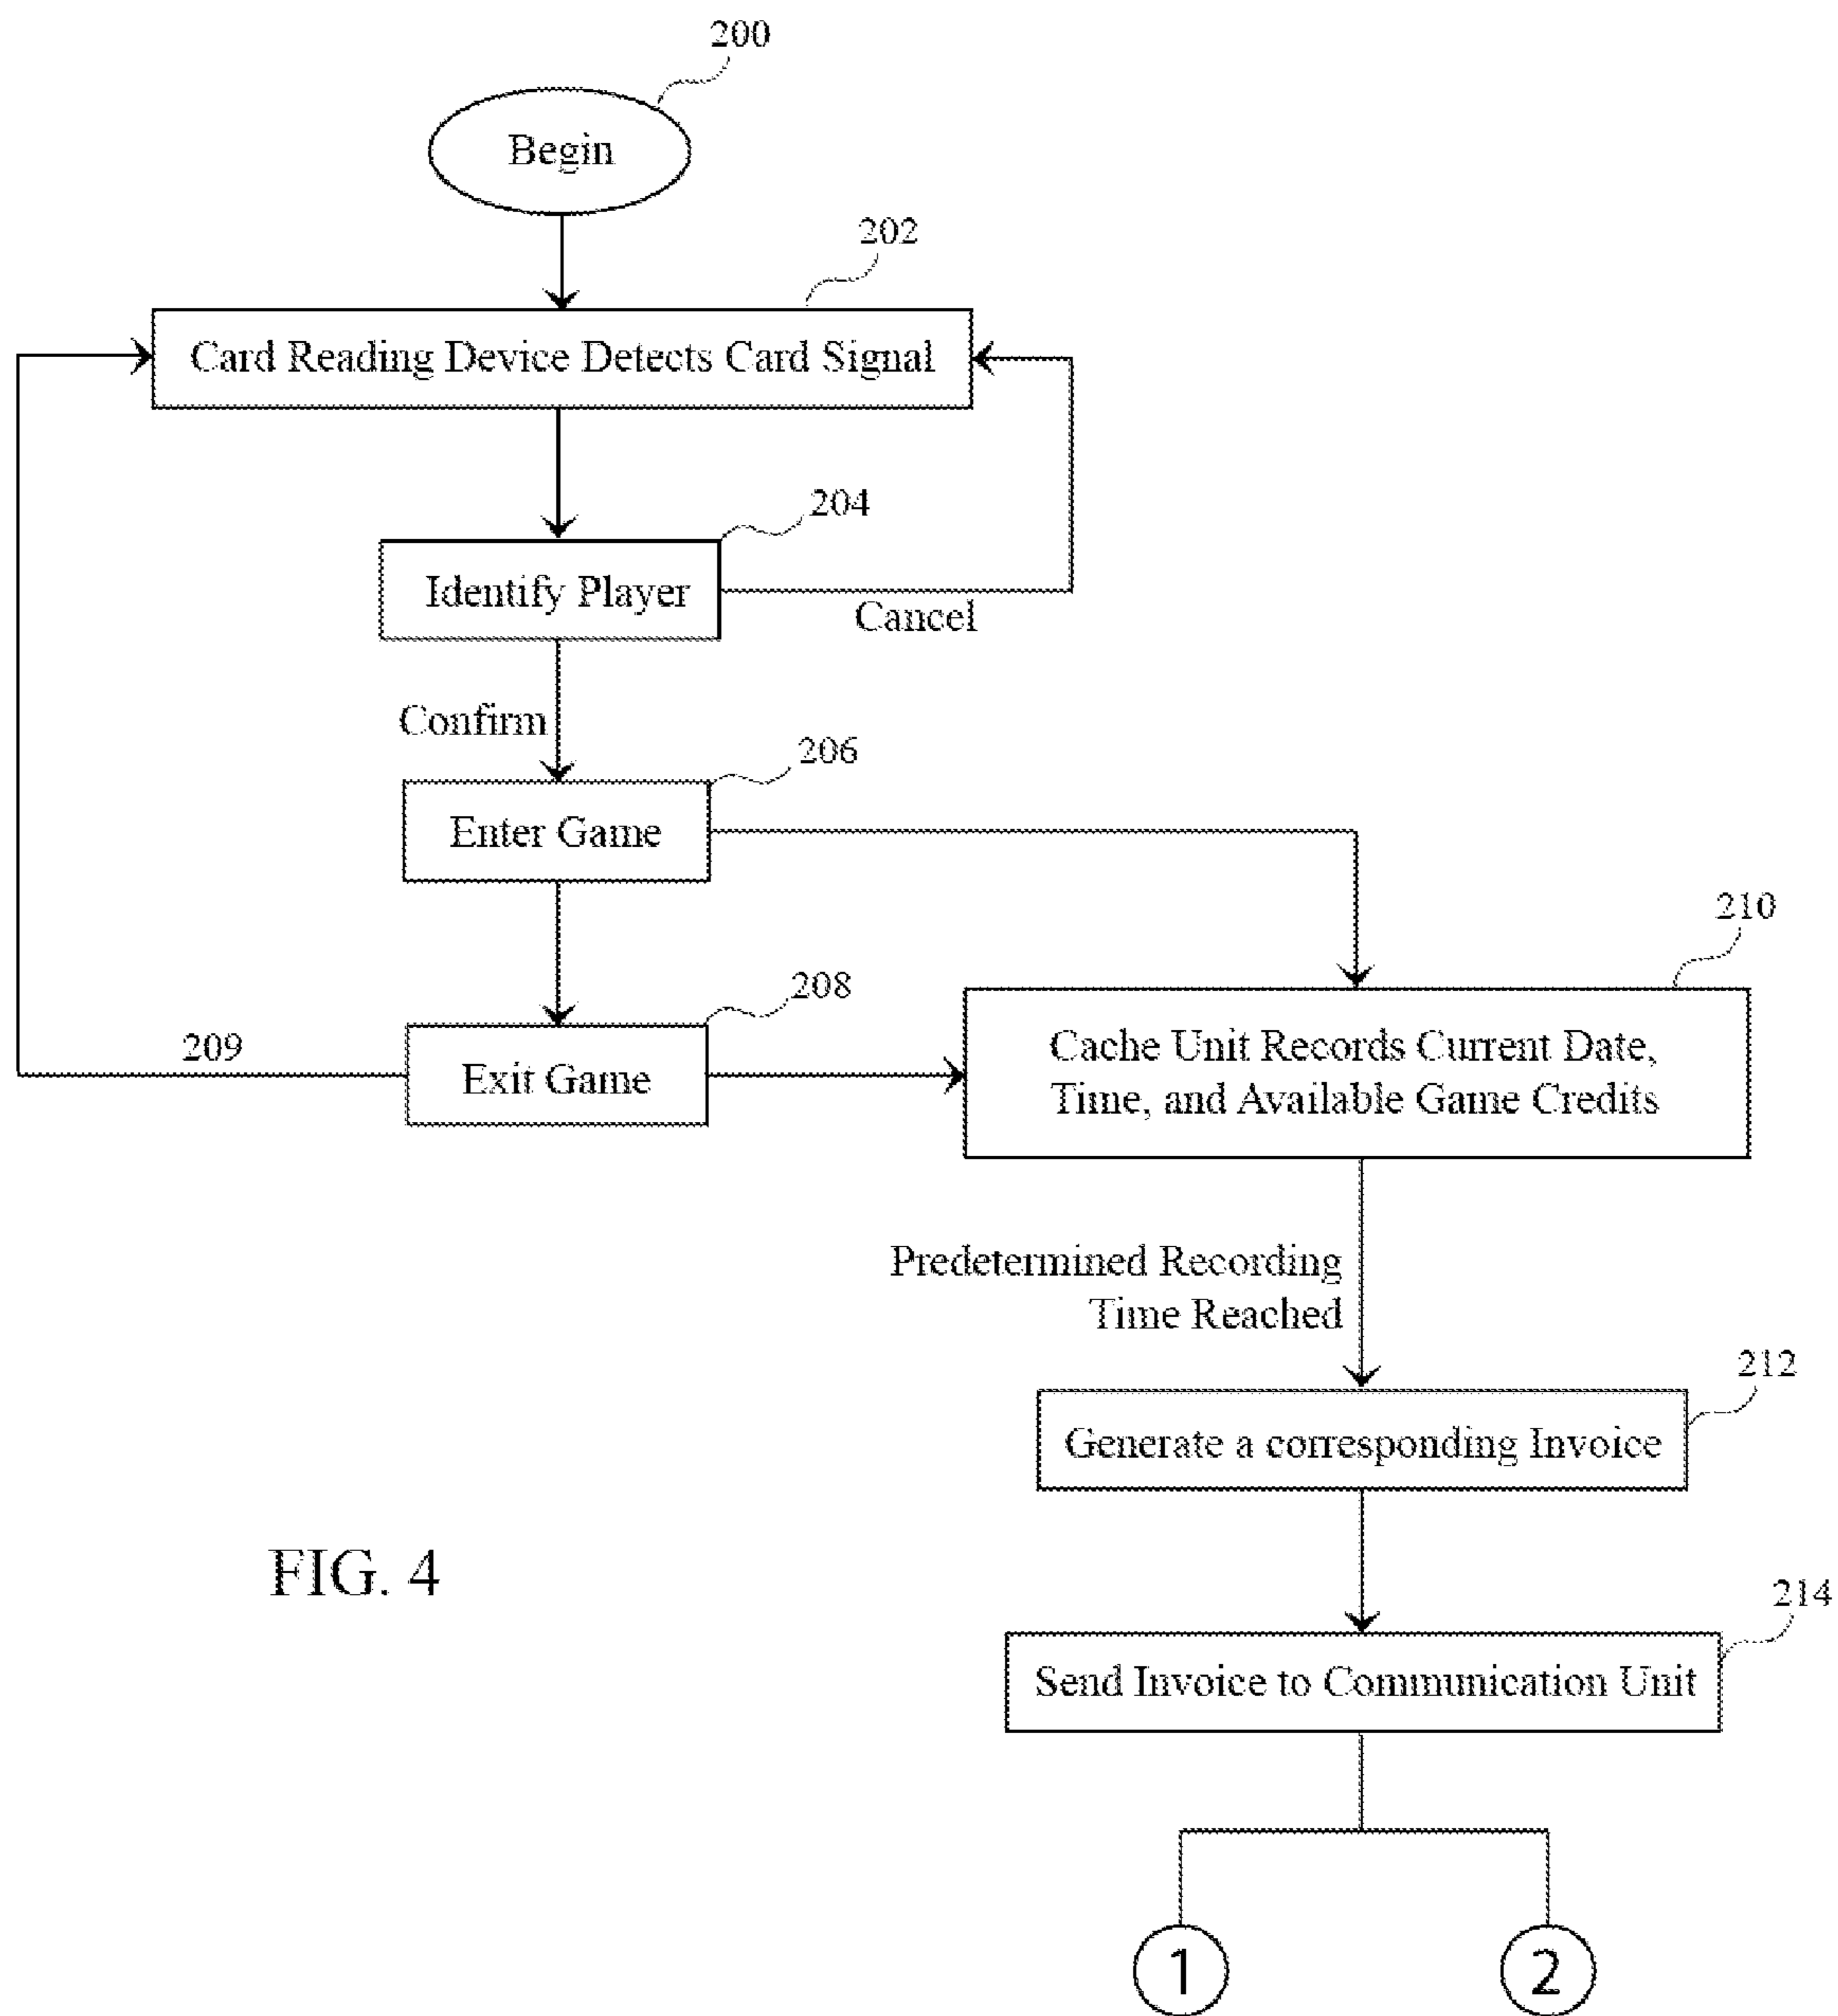 200
Begin
202
Card Reading Device Detects Card Signal
204
Identify Player
Cancel
Confirm
206
Enter Game
210
208
209
Exit Game
Cache Unit Records Current Date,
Time, and Available Game Credits
Predetermined Recording
Time Reached
212
Generate a corresponding Invoice
FIG. 4
214
Send Invoice to Communication Unit
1
2